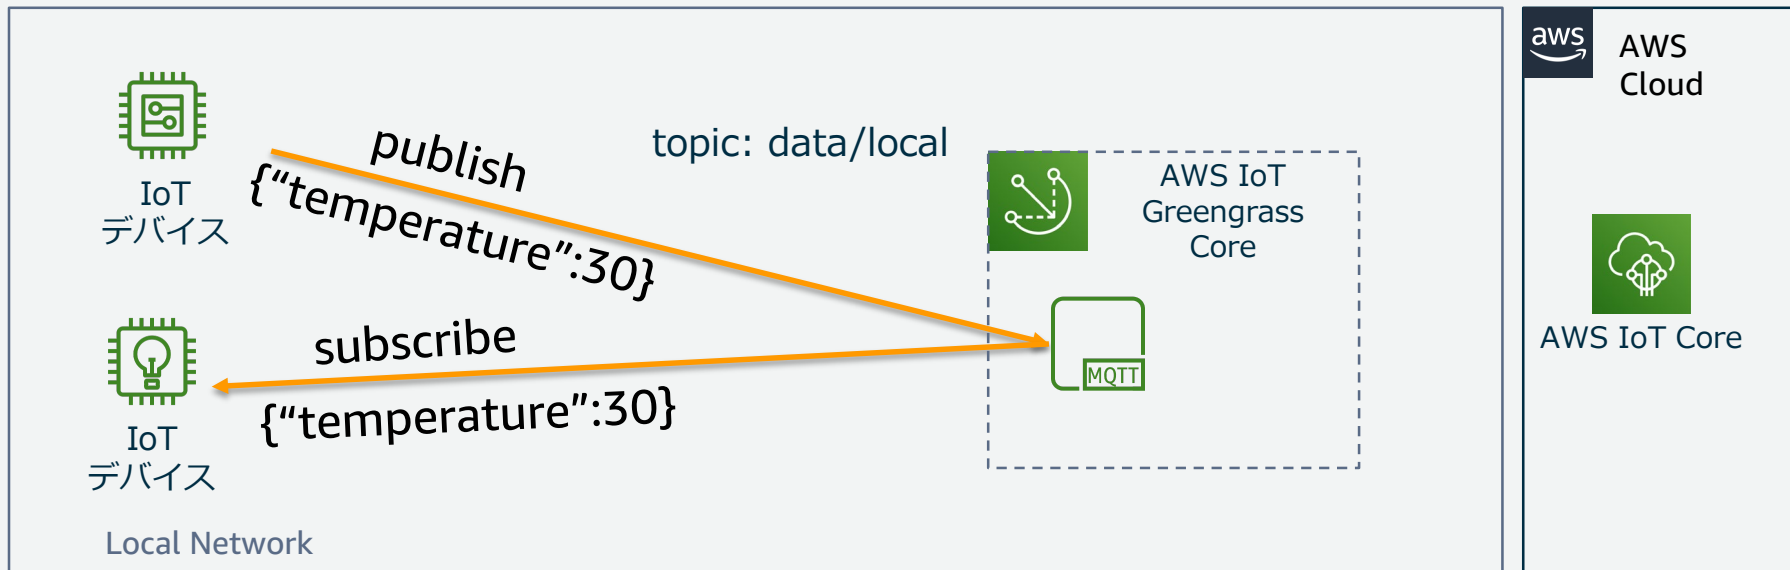 IoT
デバイス
publish
{“temperature”:30}
topic: data/local
AWS IoT
Greengrass
Core
MQTT
subscribe
{“temperature”:30}
IoT
デバイス
Local Network
aws
AWS
Cloud
AWS IoT Core